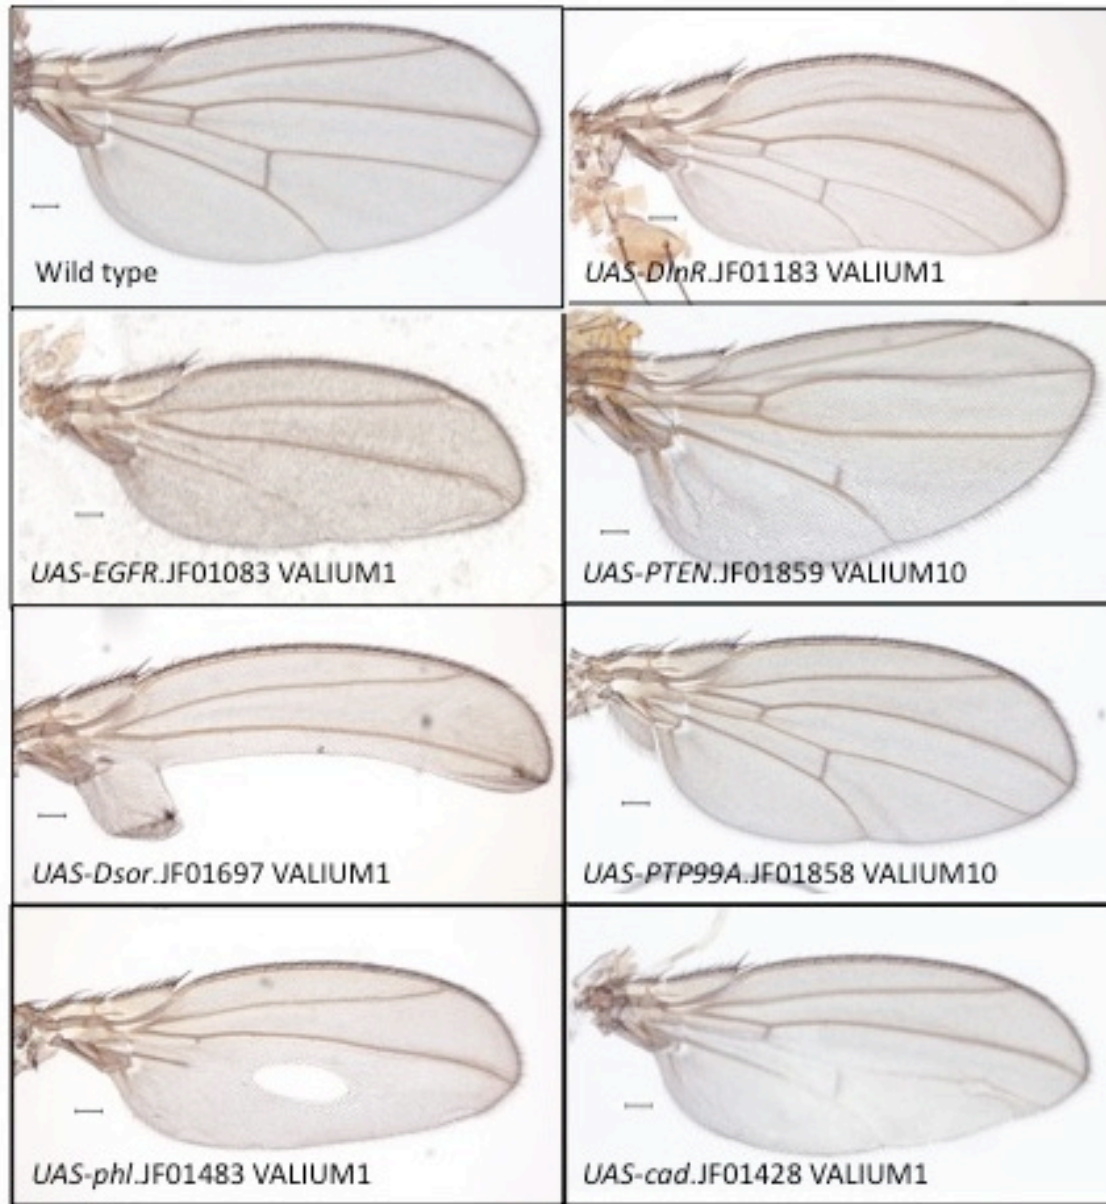 Wild type
UAS-DInR.JF01183 VALIUM1
UAS-EGFR.JF01083 VALIUM1
UAS-PTEN.JF01859 VALIUM10
UAS-Dsor.JF01697 VALIUM1
UAS-PTP99A.JF01858 VALIUM10
UAS-phl.JF01483 VALIUM1
UAS-cad.JF01428 VALIUM1